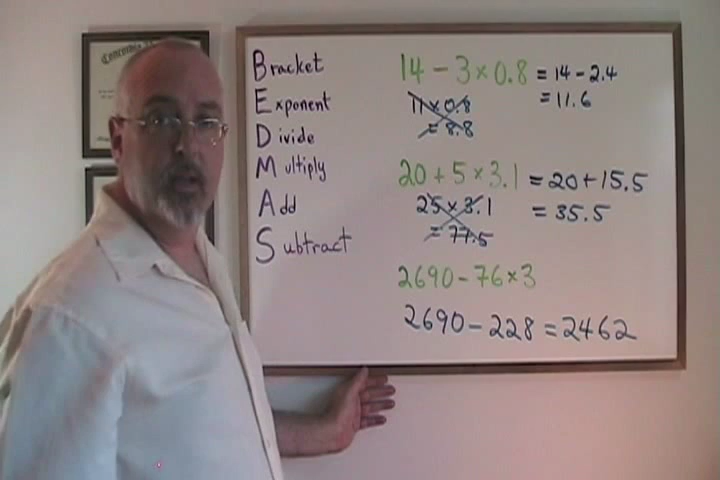 Concordia
Bracket
Exponent
Divide
Multiply
Add
Subtract
14 - 3 × 0.8 = 14 - 2.4
= 11.6
11 × 0.8
= 8.8
20 + 5 × 3.1 = 20 + 15.5
= 35.5
25 × 3.1
= 77.5
2690 - 76 × 3
2690 - 228 = 2462